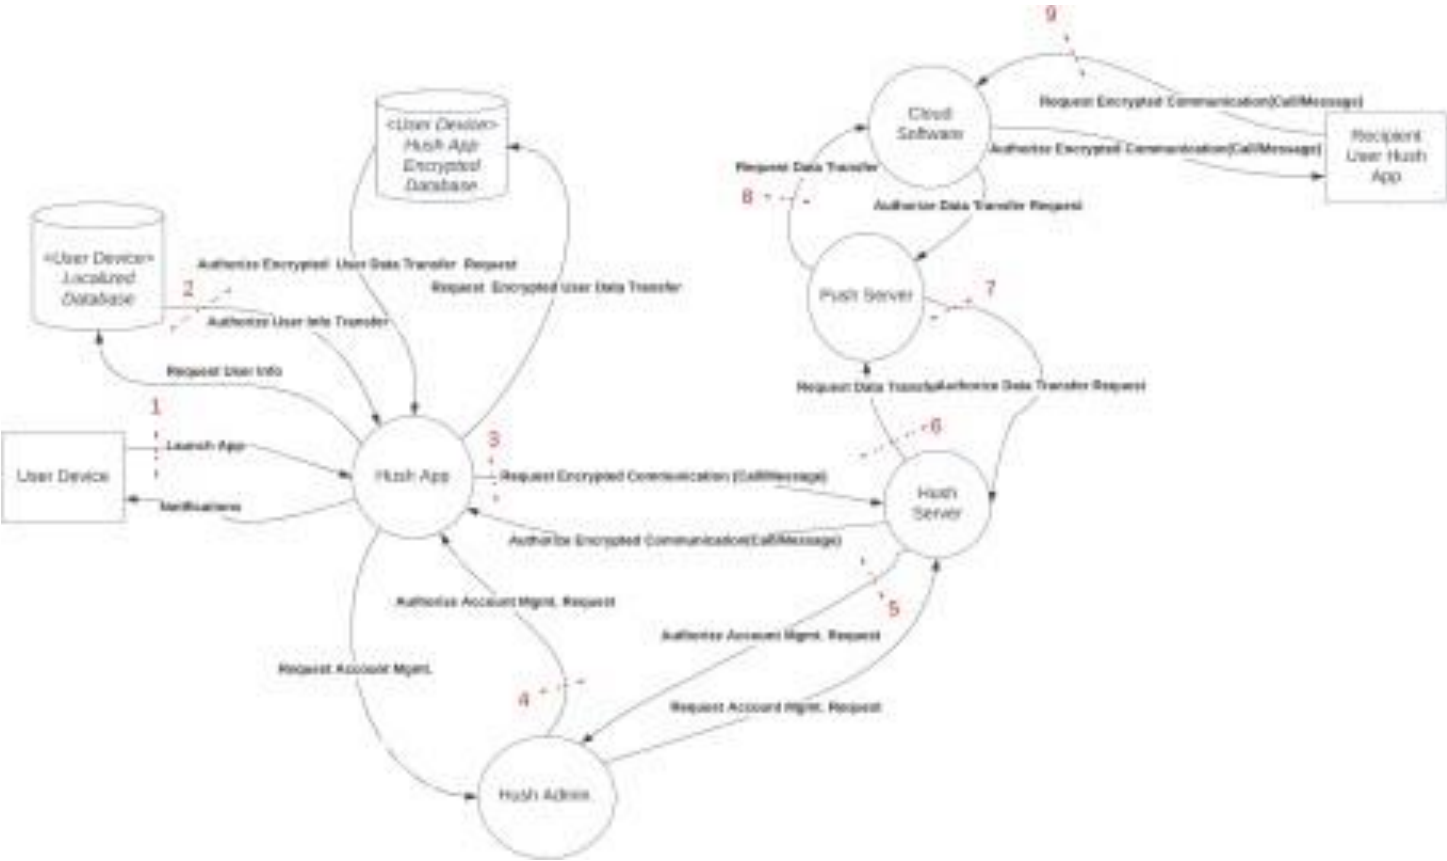 9
Cloud
Software
Request Encrypted Communication(Call/Message)
Authorize Encrypted Communication(Call/Message)
Recipient
User Hush
App
<User Device>
Hush App
Encrypted
Database
Request Data Transfer
8
Authorize Data Transfer Request
<User Device>
Localized
Database
2
Authorize Encrypted User Data Transfer Request
Request Encrypted User Data Transfer
Authorize User Info Transfer
Push Server
7
Request User Info
Request Data Transfer
Authorize Data Transfer Request
1
Launch App
User Device
Notifications
Hush App
3
Request Encrypted Communication (Call/Message)
6
Hush
Server
Authorize Encrypted Communication(Call/Message)
Authorize Account Mgmt. Request
5
Authorize Account Mgmt. Request
Request Account Mgmt.
4
Request Account Mgmt. Request
Hush Admin.